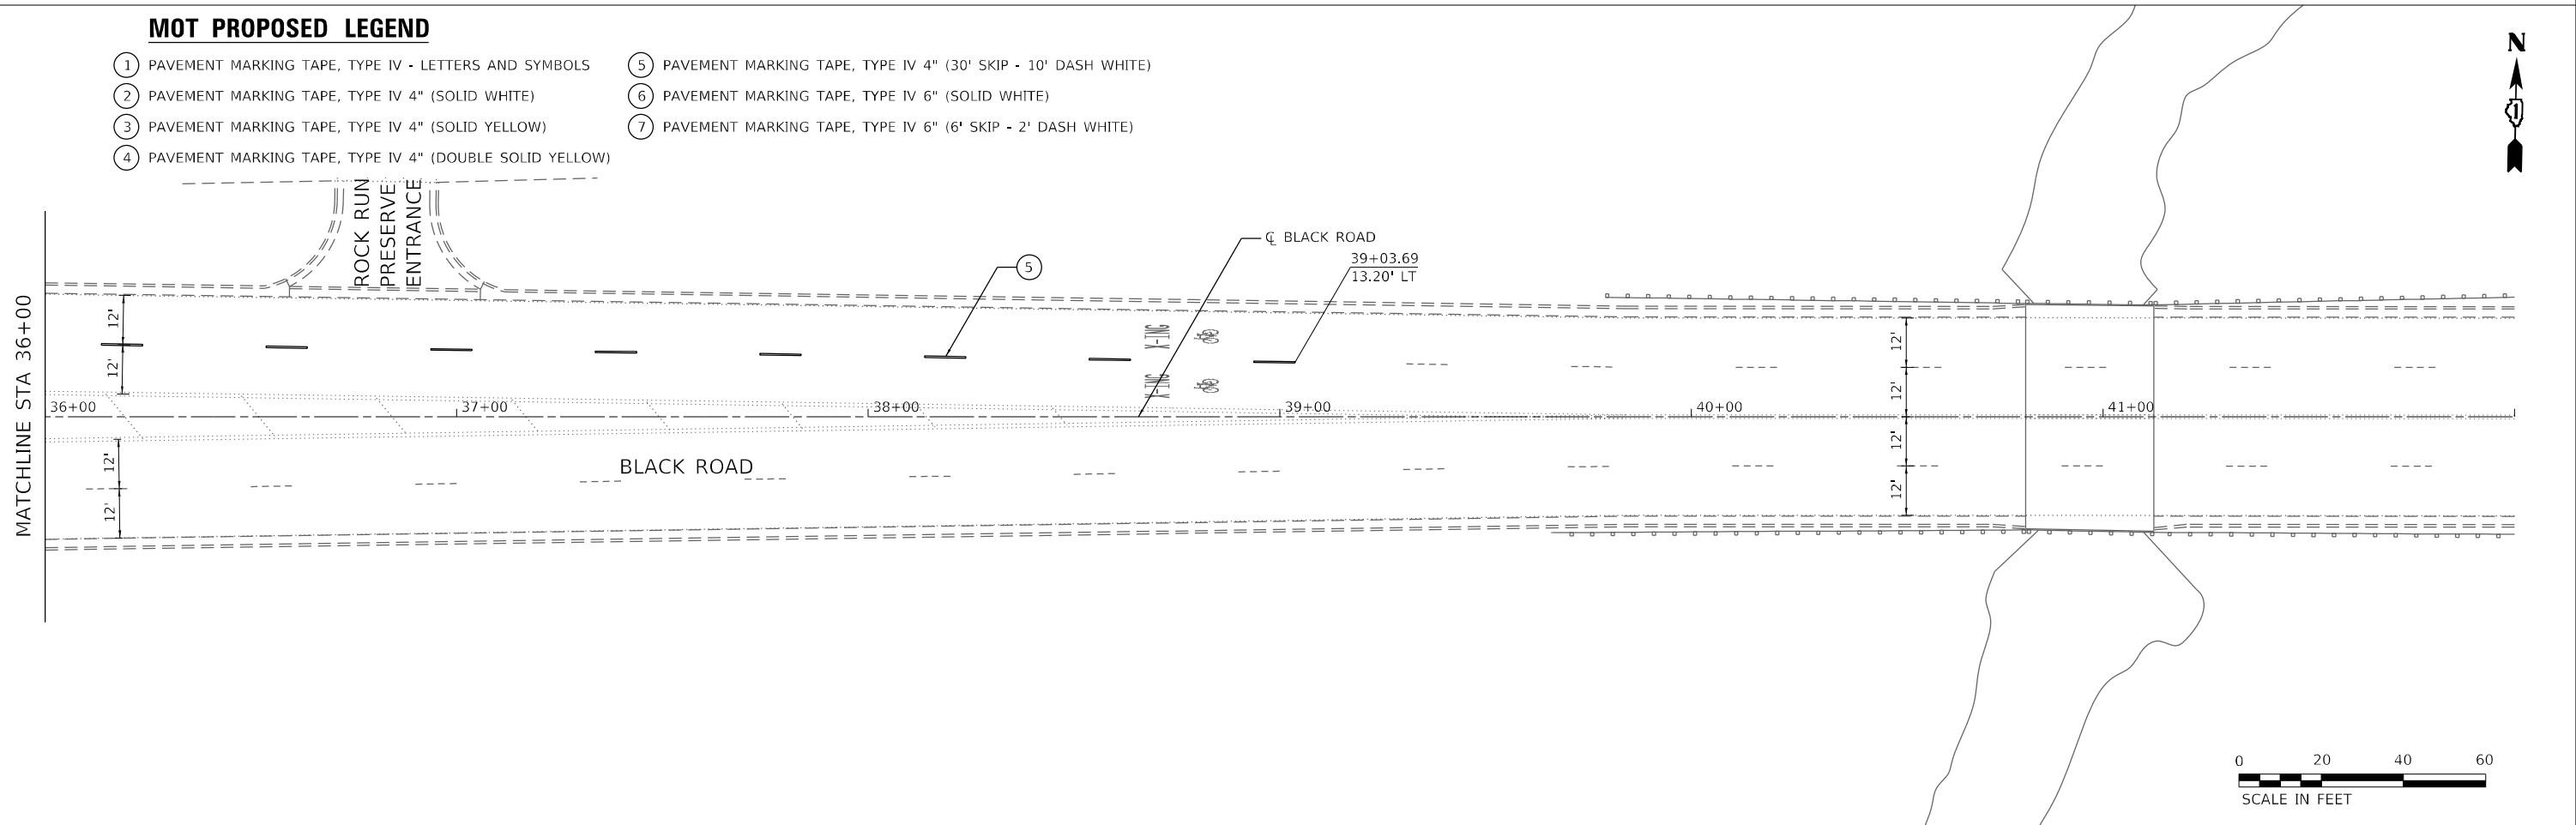 MOT PROPOSED LEGEND
1 PAVEMENT MARKING TAPE, TYPE IV - LETTERS AND SYMBOLS
2 PAVEMENT MARKING TAPE, TYPE IV 4" (SOLID WHITE)
3 PAVEMENT MARKING TAPE, TYPE IV 4" (SOLID YELLOW)
4 PAVEMENT MARKING TAPE, TYPE IV 4" (DOUBLE SOLID YELLOW)
5 PAVEMENT MARKING TAPE, TYPE IV 4" (30' SKIP - 10' DASH WHITE)
6 PAVEMENT MARKING TAPE, TYPE IV 6" (SOLID WHITE)
7 PAVEMENT MARKING TAPE, TYPE IV 6" (6' SKIP - 2' DASH WHITE)
N
1
ROCK RUN
PRESERVE
ENTRANCE
℄ BLACK ROAD
5
39+03.69
13.20' LT
MATCHLINE STA 36+00
12'
12'
X-ING
X-ING
12'
12'
36+00
37+00
38+00
39+00
40+00
41+00
12'
12'
BLACK ROAD
12'
12'
0 20 40 60
SCALE IN FEET